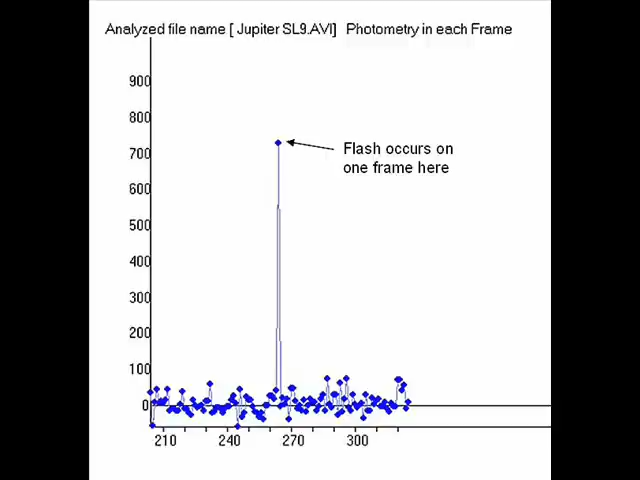 Analyzed file name [ Jupiter SL9.AVI] Photometry in each Frame
900
800
700
600
500
400
300
200
100
0
Flash occurs on
one frame here
210 240 270 300